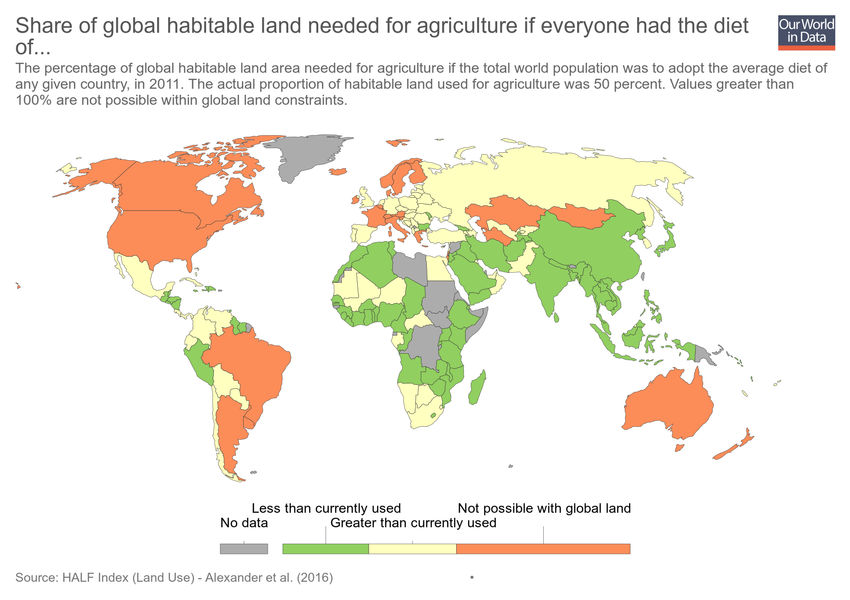 Share of global habitable land needed for agriculture if everyone had the diet
of...
Our World
in Data
The percentage of global habitable land area needed for agriculture if the total world population was to adopt the average diet of
any given country, in 2011. The actual proportion of habitable land used for agriculture was 50 percent. Values greater than
100% are not possible within global land constraints.
Less than currently used
Not possible with global land
No data
Greater than currently used
Source: HALF Index (Land Use) - Alexander et al. (2016)
•